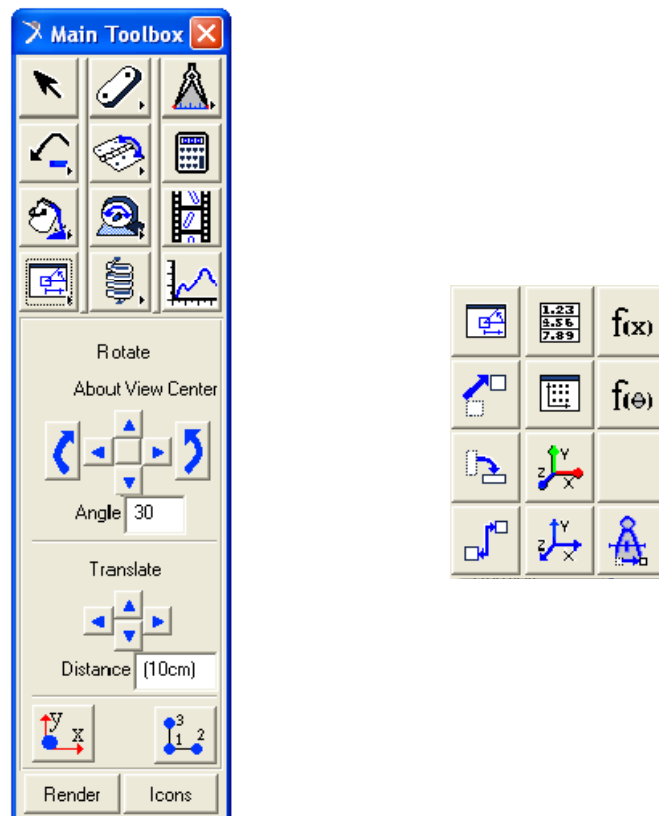 Main Toolbox
Rotate
About View Center
Angle 30
Translate
Distance (10cm)
y x
3
1 2
Render Icons
1.23 f(x)
4.56
7.89
f(θ)
Y
Z X
Y
Z X